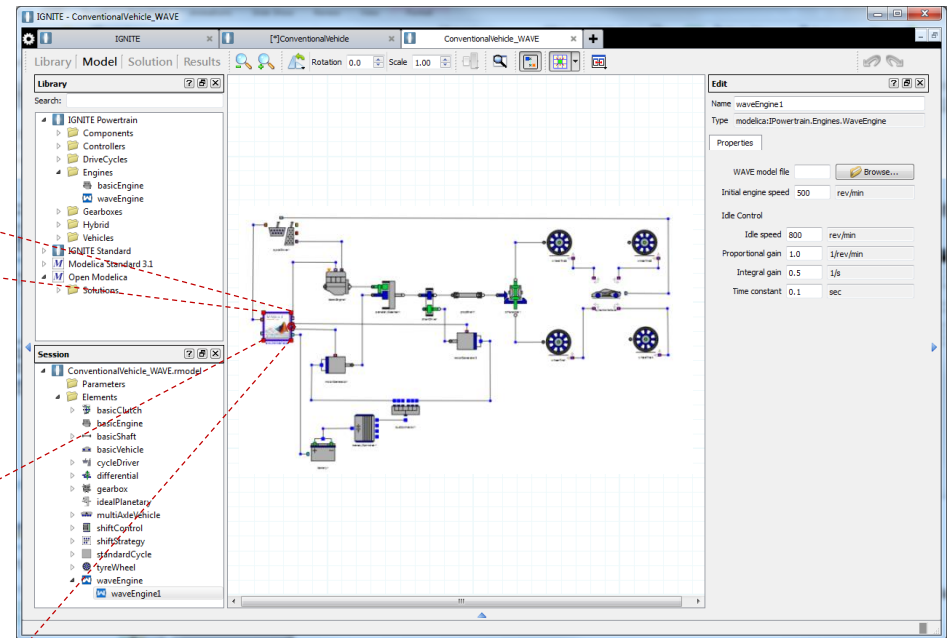 IGNITE - ConventionalVehicle_WAVE
IGNITE
[*]ConventionalVehicle
ConventionalVehicle_WAVE
Library | Model | Solution | Results
Rotation 0.0
Scale 1.00
Library
Search:
IGNITE Powertrain
Components
Controllers
DriveCycles
Engines
basicEngine
waveEngine
Gearboxes
Hybrid
Vehicles
IGNITE Standard
Modelica Standard 3.1
Open Modelica
Solutions
Session
ConventionalVehicle_WAVE.rmodel
Parameters
Elements
basicClutch
basicEngine
basicShaft
basicVehicle
cycleDriver
differential
gearbox
idealPlanetary
multiAxleVehicle
shiftControl
shiftStrategy
standardCycle
tyreWheel
waveEngine
waveEngine1
Edit
Name waveEngine1
Type modelica:IPowertrain.Engines.WaveEngine
Properties
WAVE model file Browse...
Initial engine speed 500 rev/min
Idle Control
Idle speed 800 rev/min
Proportional gain 1.0 1/rev/min
Integral gain 0.5 1/s
Time constant 0.1 sec